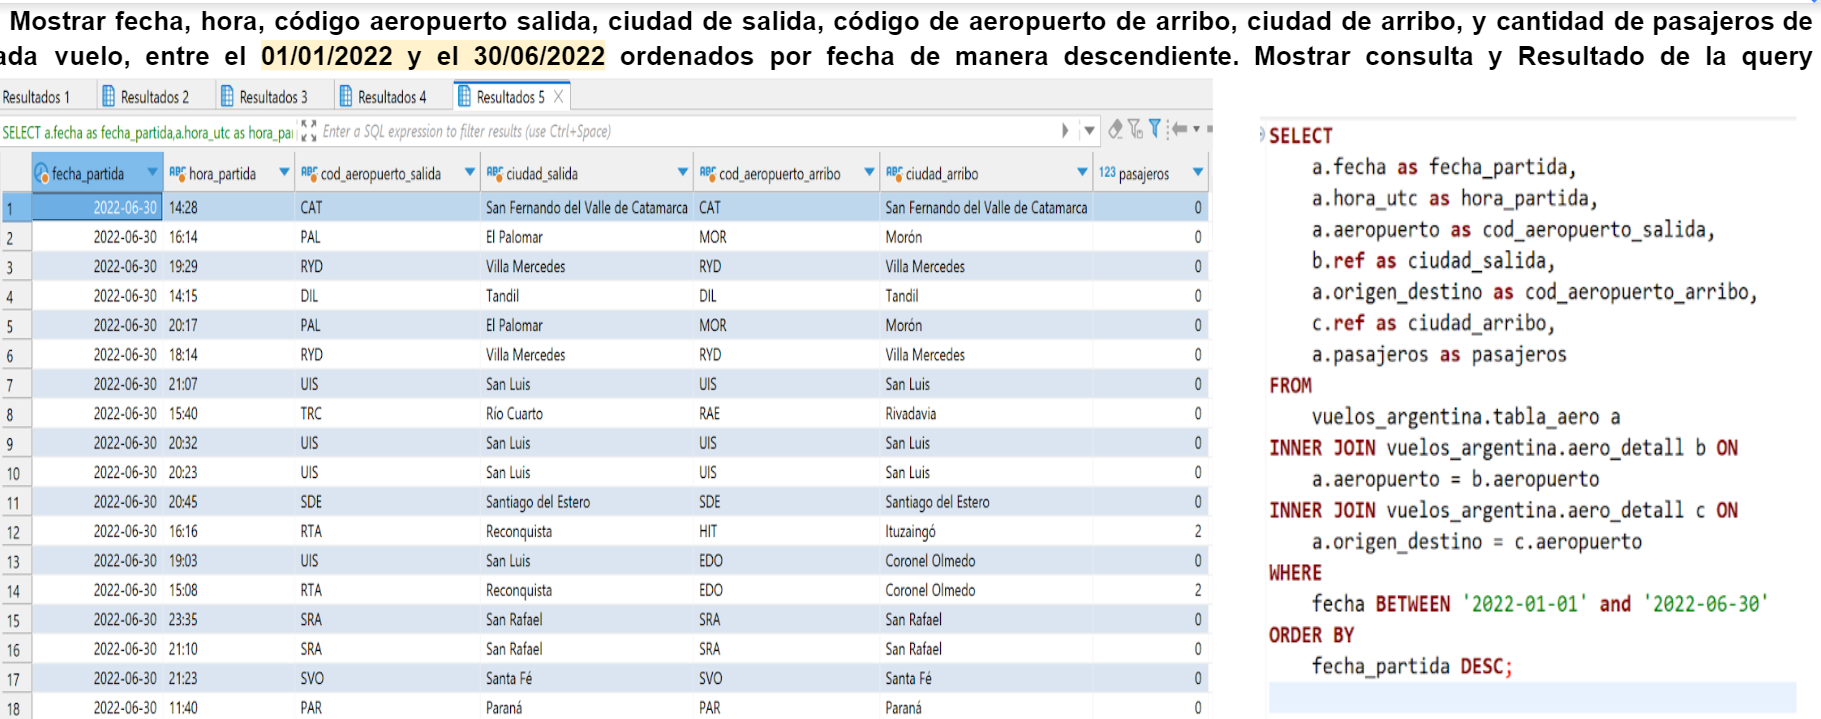 Mostrar fecha, hora, código aeropuerto salida, ciudad de salida, código de aeropuerto de arribo, ciudad de arribo, y cantidad de pasajeros de
ada vuelo, entre el 01/01/2022 y el 30/06/2022 ordenados por fecha de manera descendiente. Mostrar consulta y Resultado de la query
Resultados 1 Resultados 2 Resultados 3 Resultados 4 Resultados 5
SELECT a.fecha as fecha_partida,a.hora_utc as hora_par Enter a SQL expression to filter results (use Ctrl+Space)
fecha_partida ABC hora_partida ABC cod_aeropuerto_salida ABC ciudad_salida ABC cod_aeropuerto_arribo ABC ciudad_arribo 123 pasajeros
1 2022-06-30 14:28 CAT San Fernando del Valle de Catamarca CAT San Fernando del Valle de Catamarca 0
2 2022-06-30 16:14 PAL El Palomar MOR Morón 0
3 2022-06-30 19:29 RYD Villa Mercedes RYD Villa Mercedes 0
4 2022-06-30 14:15 DIL Tandil DIL Tandil 0
5 2022-06-30 20:17 PAL El Palomar MOR Morón 0
6 2022-06-30 18:14 RYD Villa Mercedes RYD Villa Mercedes 0
7 2022-06-30 21:07 UIS San Luis UIS San Luis 0
8 2022-06-30 15:40 TRC Río Cuarto RAE Rivadavia 0
9 2022-06-30 20:32 UIS San Luis UIS San Luis 0
10 2022-06-30 20:23 UIS San Luis UIS San Luis 0
11 2022-06-30 20:45 SDE Santiago del Estero SDE Santiago del Estero 0
12 2022-06-30 16:16 RTA Reconquista HIT Ituzaingó 2
13 2022-06-30 19:03 UIS San Luis EDO Coronel Olmedo 0
14 2022-06-30 15:08 RTA Reconquista EDO Coronel Olmedo 2
15 2022-06-30 23:35 SRA San Rafael SRA San Rafael 0
16 2022-06-30 21:10 SRA San Rafael SRA San Rafael 0
17 2022-06-30 21:23 SVO Santa Fé SVO Santa Fé 0
18 2022-06-30 11:40 PAR Paraná PAR Paraná 0
SELECT
a.fecha as fecha_partida,
a.hora_utc as hora_partida,
a.aeropuerto as cod_aeropuerto_salida,
b.ref as ciudad_salida,
a.origen_destino as cod_aeropuerto_arribo,
c.ref as ciudad_arribo,
a.pasajeros as pasajeros
FROM
vuelos_argentina.tabla_aero a
INNER JOIN vuelos_argentina.aero_detall b ON
a.aeropuerto = b.aeropuerto
INNER JOIN vuelos_argentina.aero_detall c ON
a.origen_destino = c.aeropuerto
WHERE
fecha BETWEEN '2022-01-01' and '2022-06-30'
ORDER BY
fecha_partida DESC;